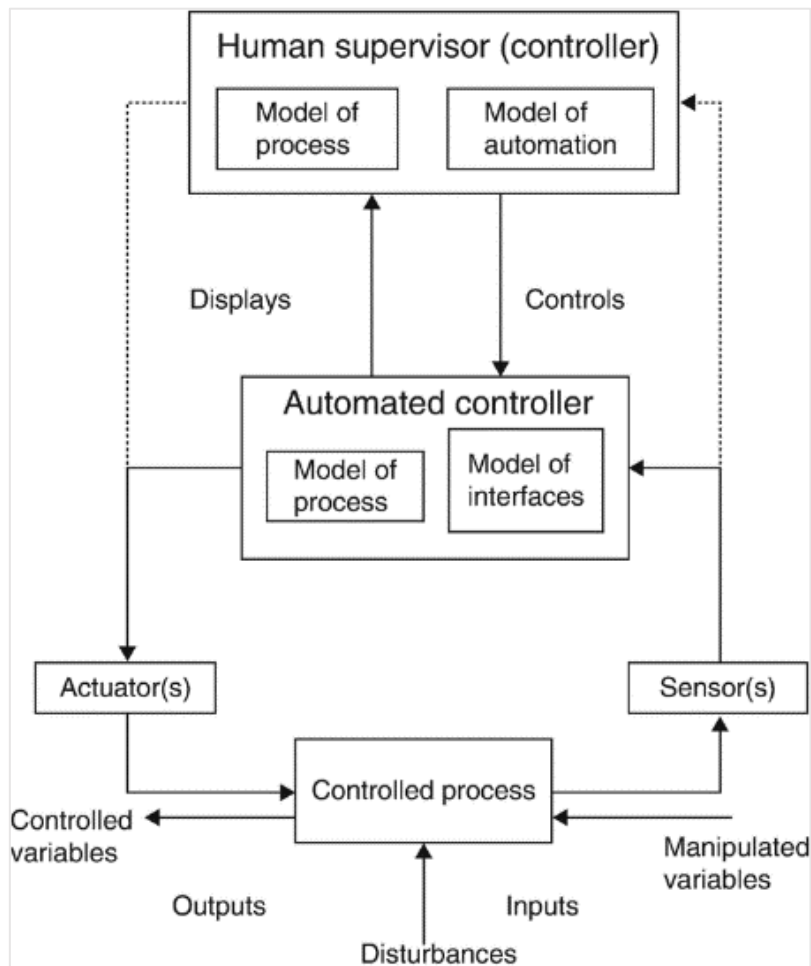 Human supervisor (controller)
Model of
process
Model of
automation
Displays
Controls
Automated controller
Model of
process
Model of
interfaces
Actuator(s)
Sensor(s)
Controlled process
Controlled
variables
Manipulated
variables
Outputs
Inputs
Disturbances